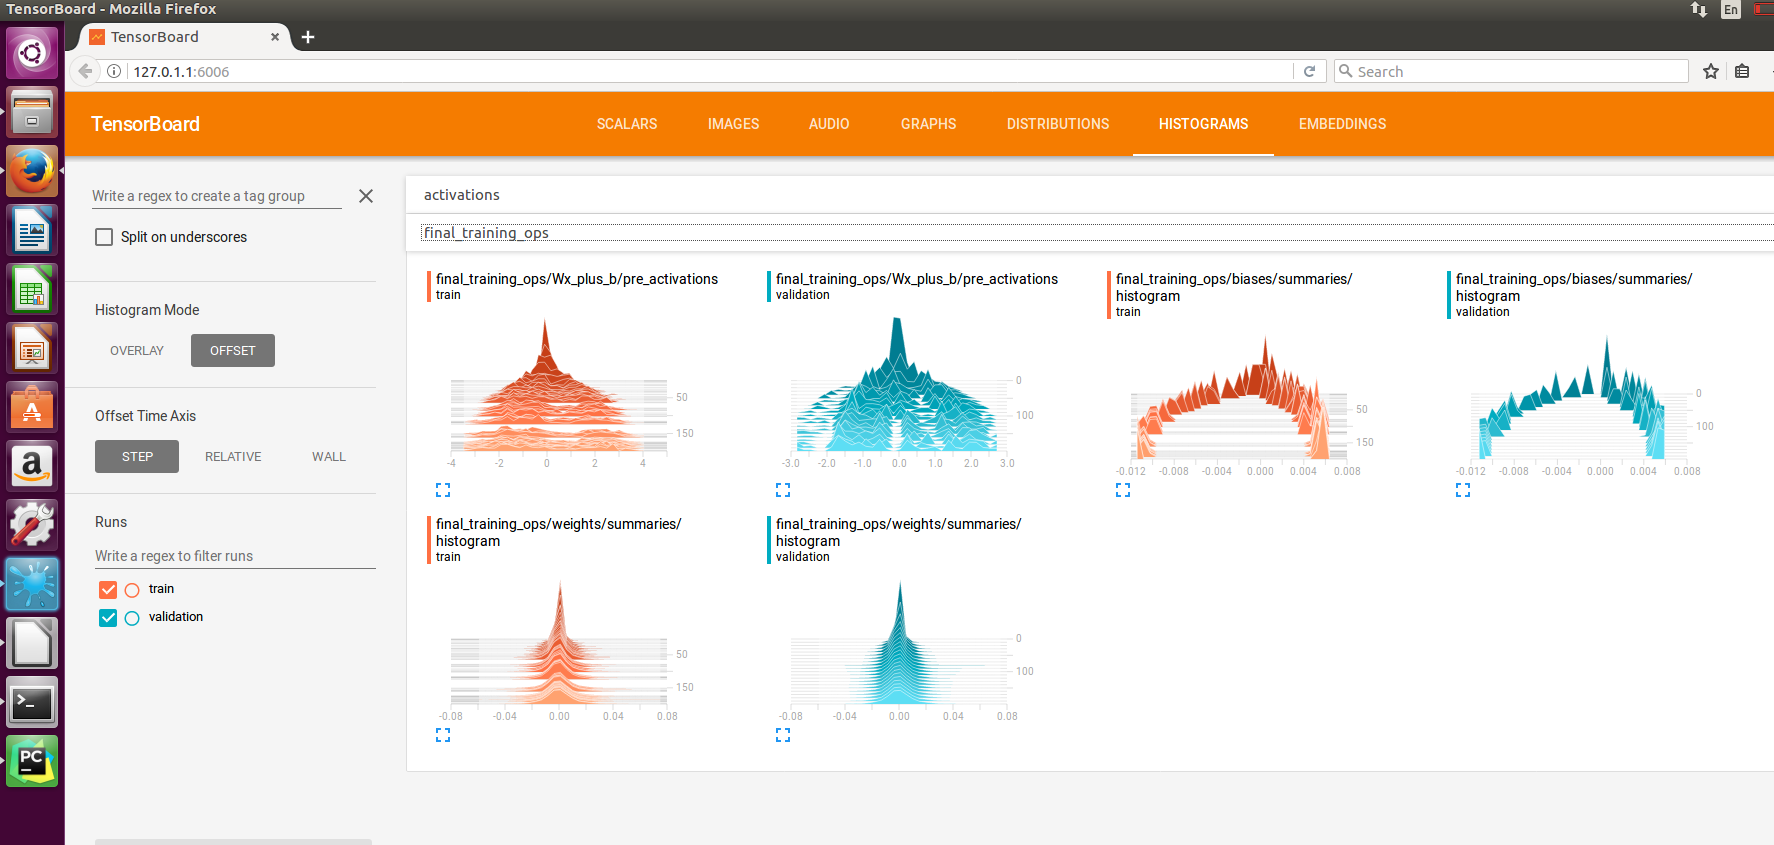 TensorBoard - Mozilla Firefox
En
TensorBoard
127.0.1.1:6006
Search
TensorBoard
SCALARS
IMAGES
AUDIO
GRAPHS
DISTRIBUTIONS
HISTOGRAMS
EMBEDDINGS
Write a regex to create a tag group
Split on underscores
Histogram Mode
OVERLAY
OFFSET
Offset Time Axis
STEP
RELATIVE
WALL
Runs
Write a regex to filter runs
train
validation
activations
final_training_ops
final_training_ops/Wx_plus_b/pre_activations
train
50
150
-4 -2 0 2 4
final_training_ops/Wx_plus_b/pre_activations
validation
0
100
-3.0 -2.0 -1.0 0.0 1.0 2.0 3.0
final_training_ops/biases/summaries/
histogram
train
50
150
-0.012 -0.008 -0.004 0.000 0.004 0.008
final_training_ops/biases/summaries/
histogram
validation
0
100
-0.012 -0.008 -0.004 0.000 0.004 0.008
final_training_ops/weights/summaries/
histogram
train
50
150
-0.08 -0.04 0.00 0.04 0.08
final_training_ops/weights/summaries/
histogram
validation
0
100
-0.08 -0.04 0.00 0.04 0.08
PC